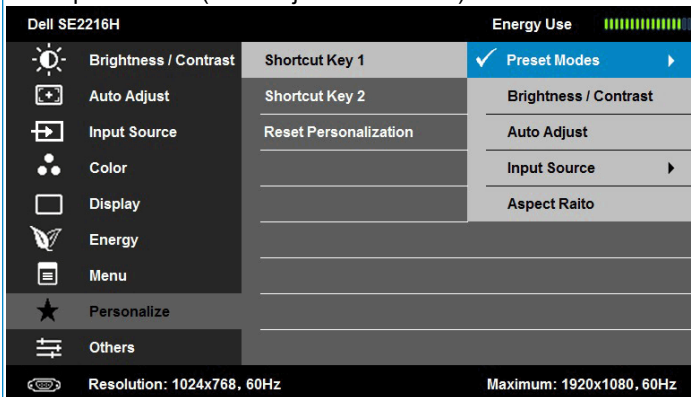 Dell SE2216H Energy Use
Brightness / Contrast Shortcut Key 1 Preset Modes
Auto Adjust Shortcut Key 2 Brightness / Contrast
Input Source Reset Personalization Auto Adjust
Color Input Source
Display Aspect Raito
Energy
Menu
Personalize
Others
Resolution: 1024x768, 60Hz Maximum: 1920x1080, 60Hz